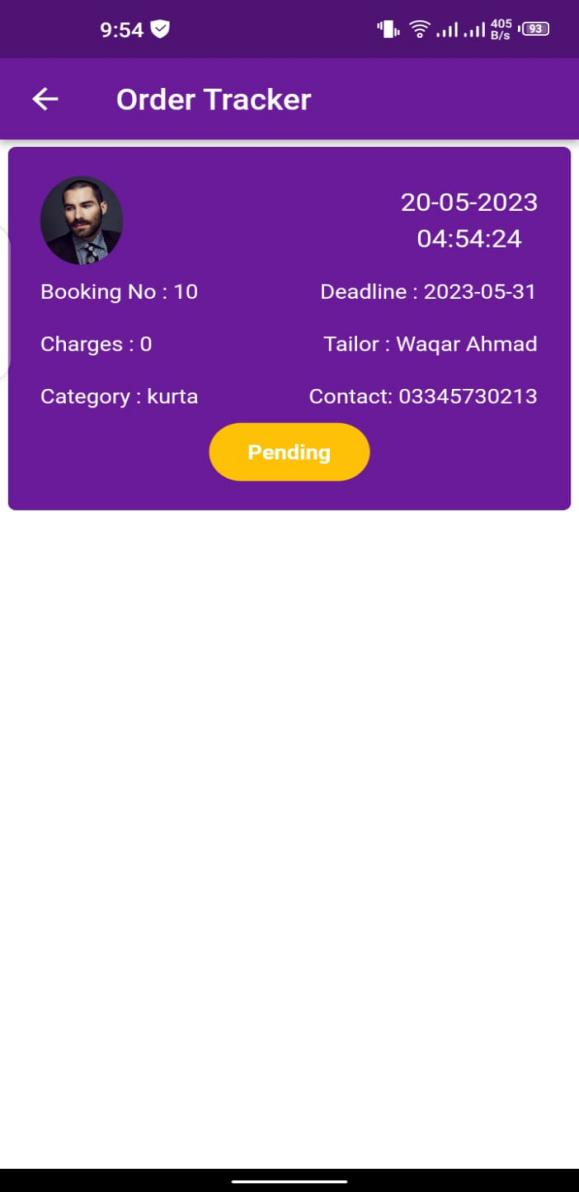 9:54
405
B/s
93
Order Tracker
20-05-2023
04:54:24
Booking No : 10
Deadline : 2023-05-31
Charges : 0
Tailor : Waqar Ahmad
Category : kurta
Contact: 03345730213
Pending